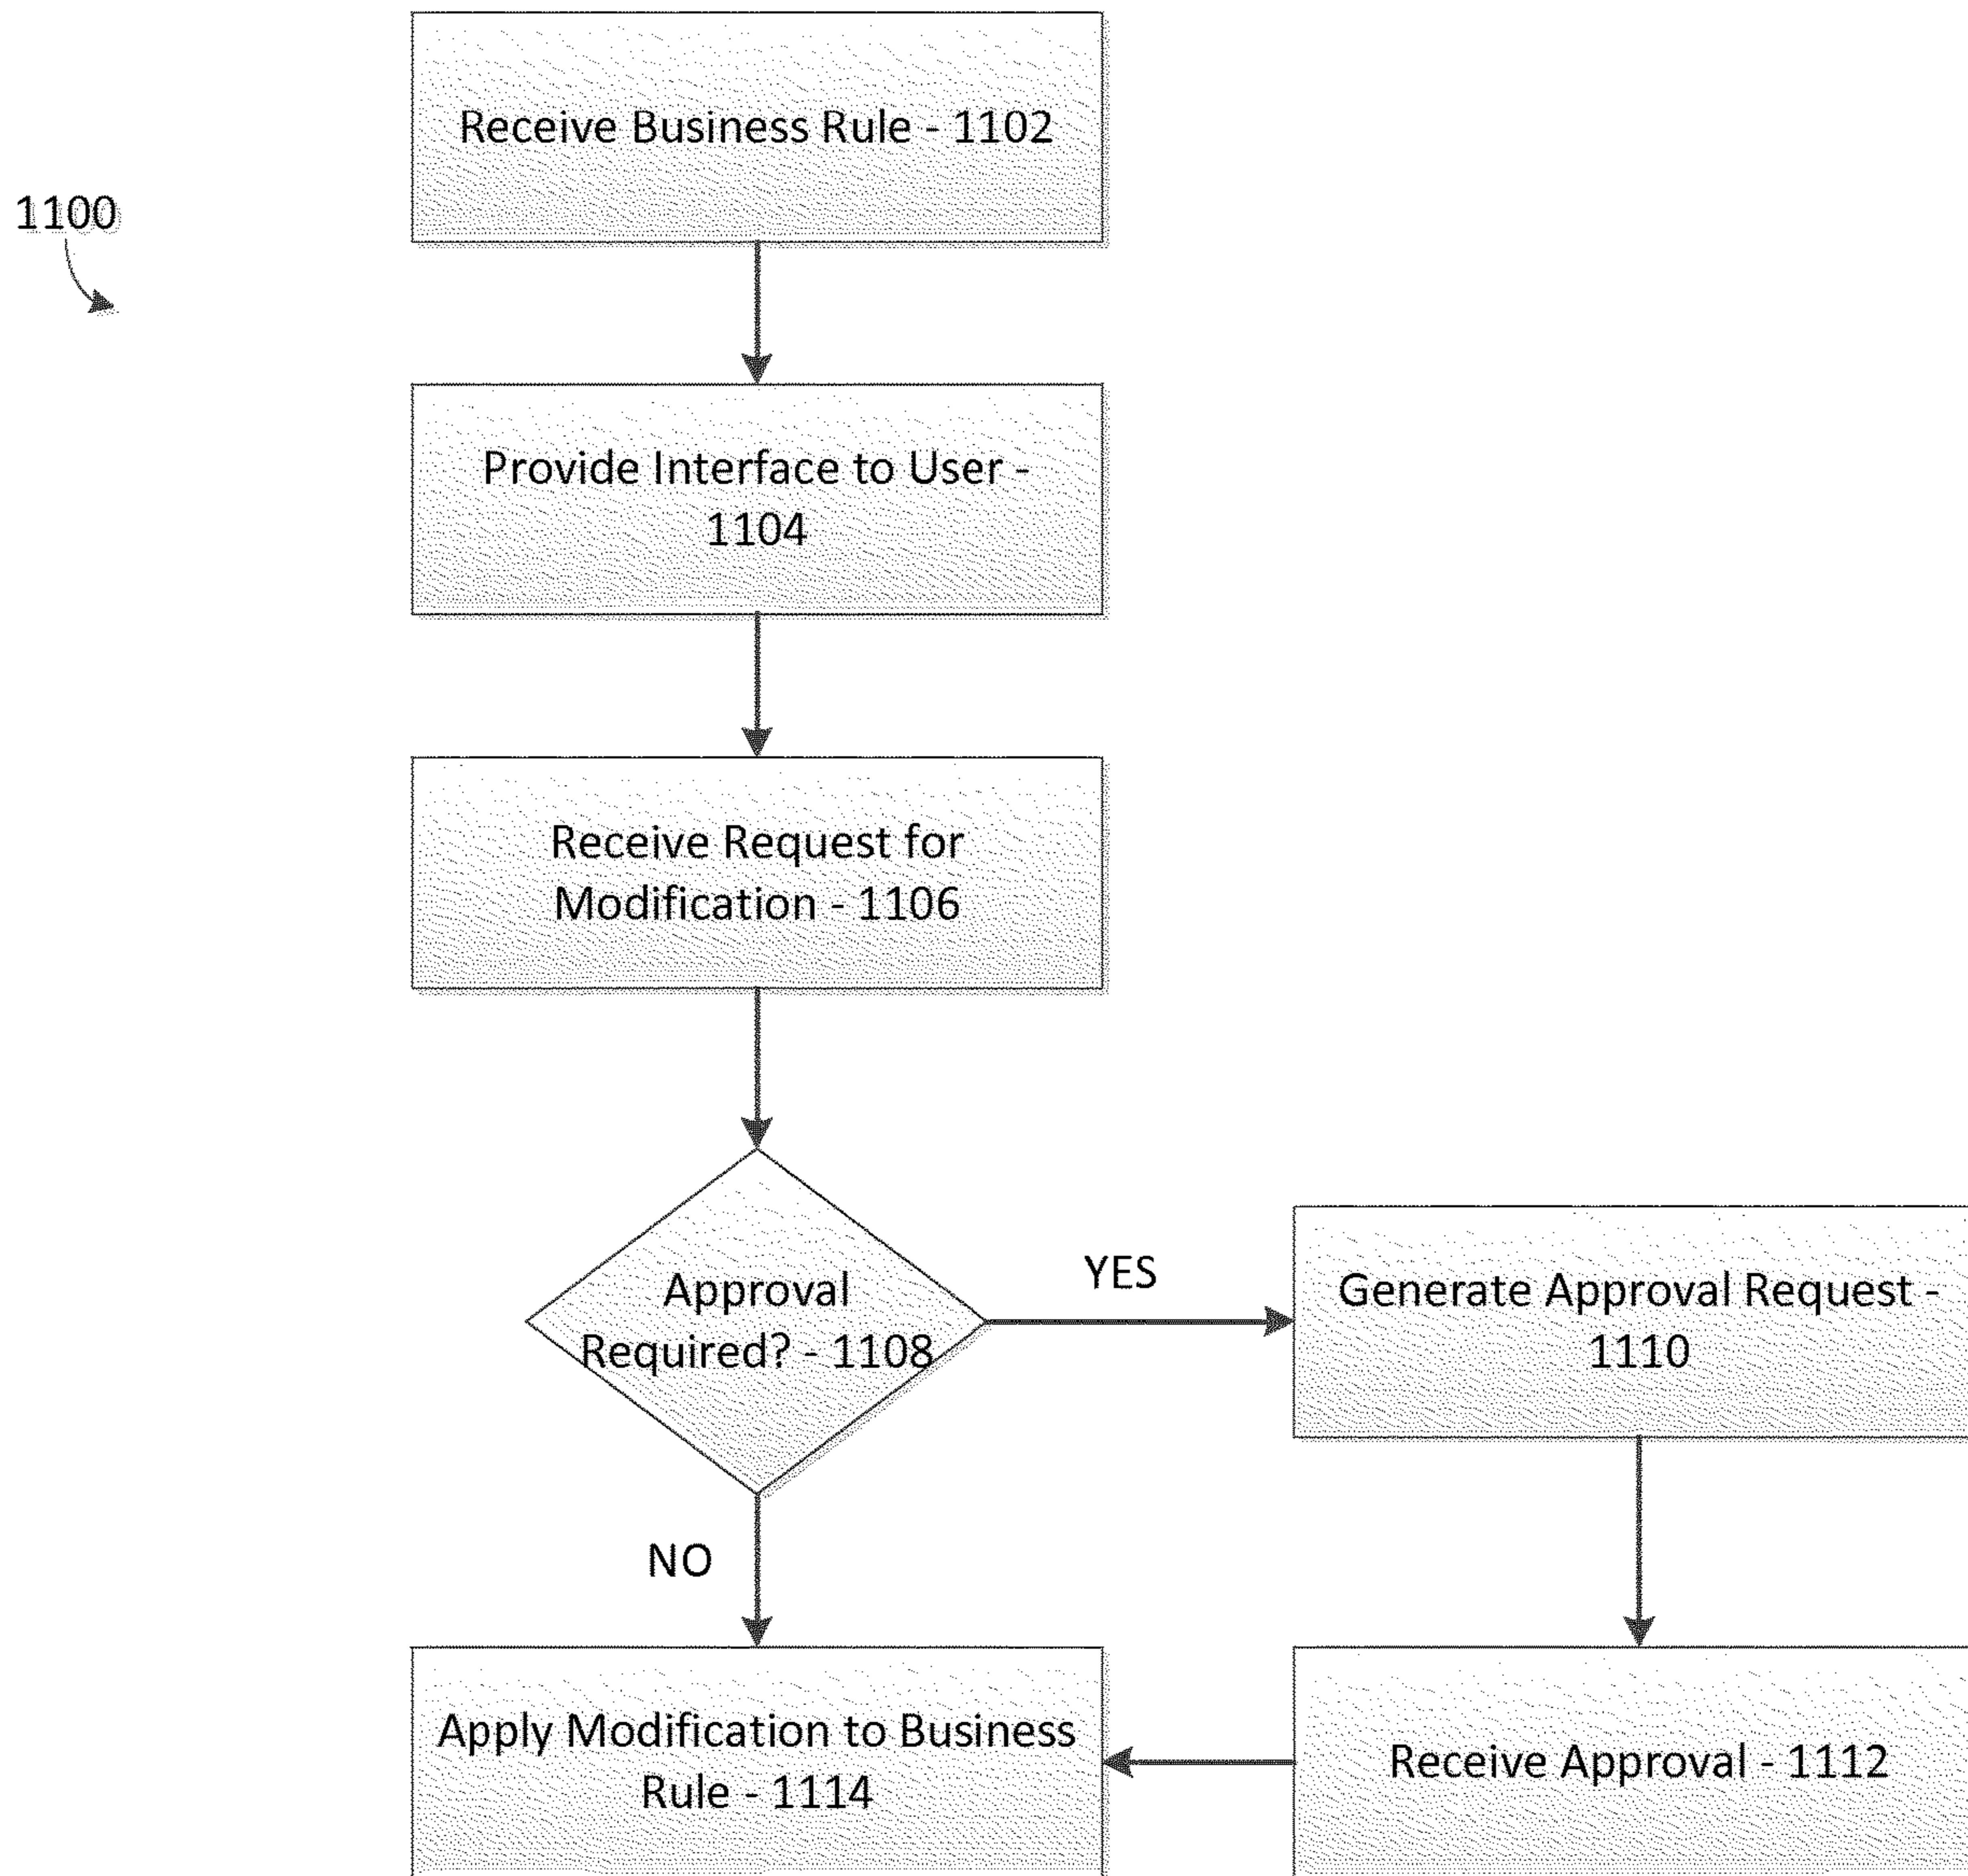 Receive Business Rule - 1102
1100
Provide Interface to User -
1104
Receive Request for
Modification - 1106
Approval
Required? - 1108
YES
Generate Approval Request -
1110
NO
Apply Modification to Business
Rule - 1114
Receive Approval - 1112